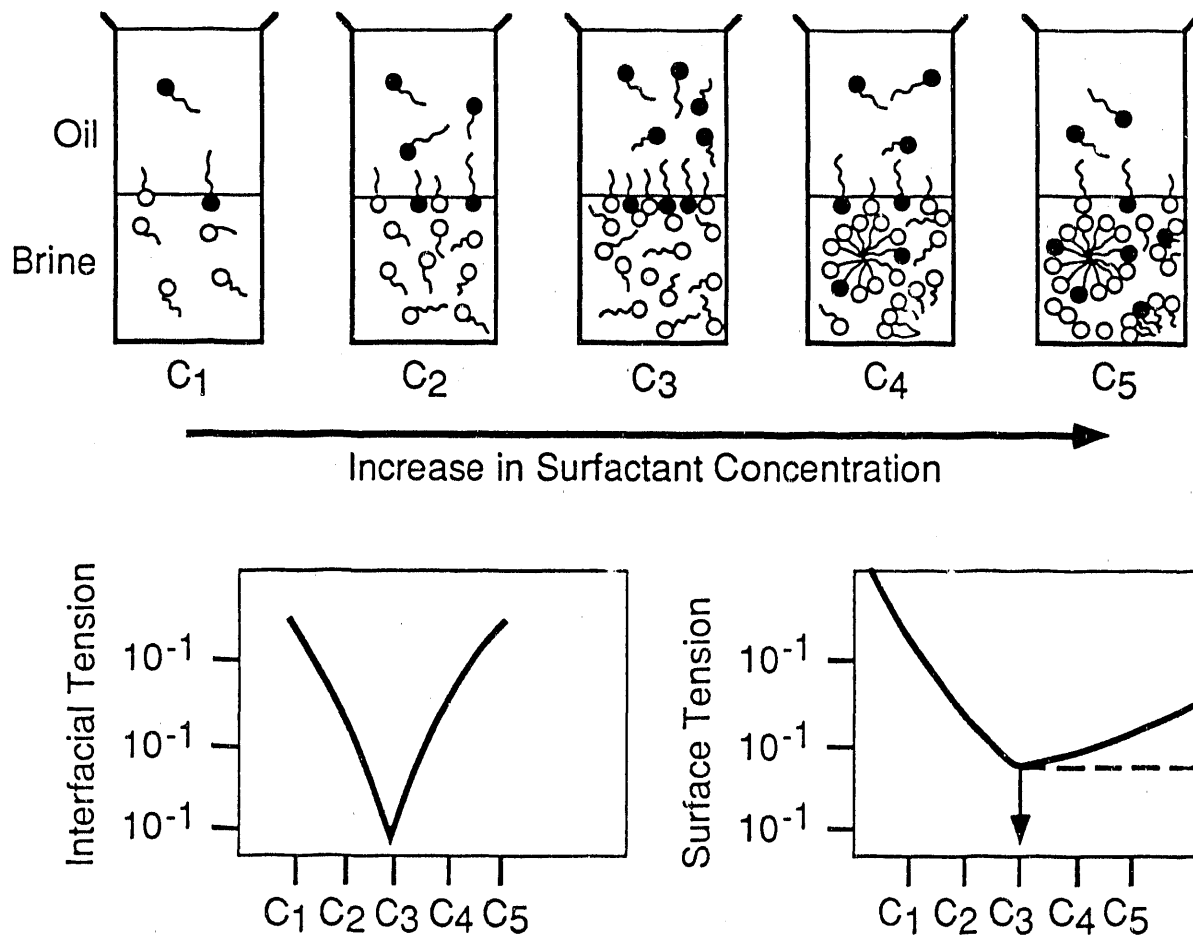 Oil
Brine
C1 C2 C3 C4 C5
Increase in Surfactant Concentration
Interfacial Tension
10-1
10-1
10-1
C1 C2 C3 C4 C5
Surface Tension
10-1
10-1
10-1
C1 C2 C3 C4 C5